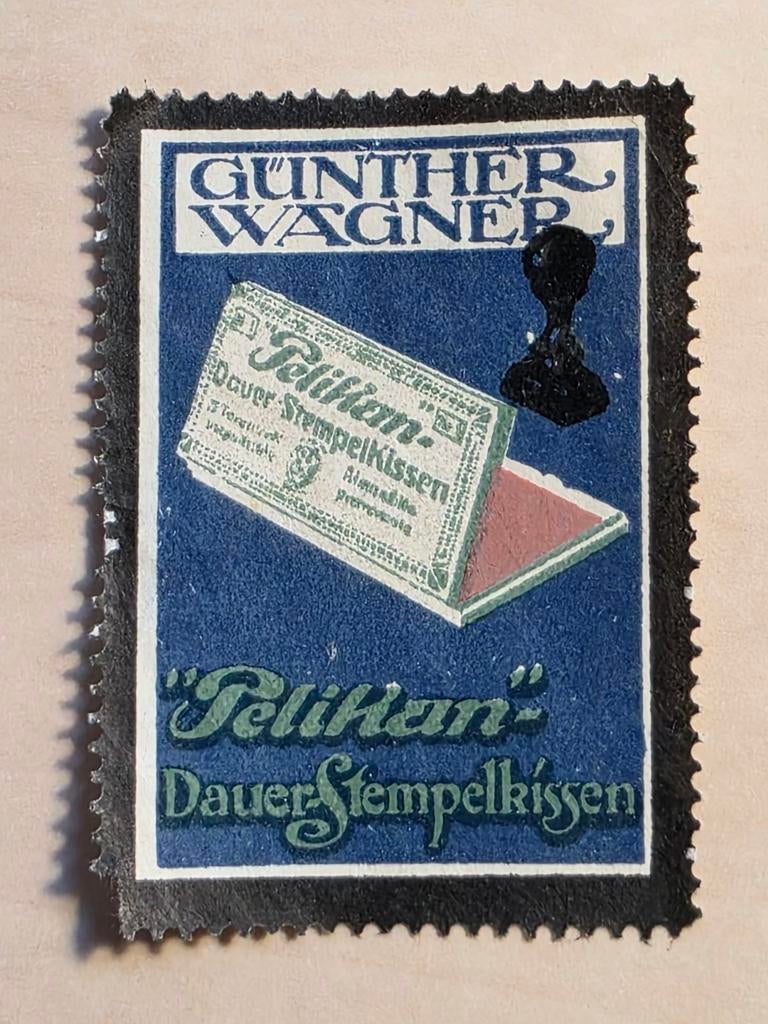 GÜNTHER
WAGNER
"Pelikan"-
Dauer-Stempelkissen
"Pelikan"-
Dauer-Stempelkissen